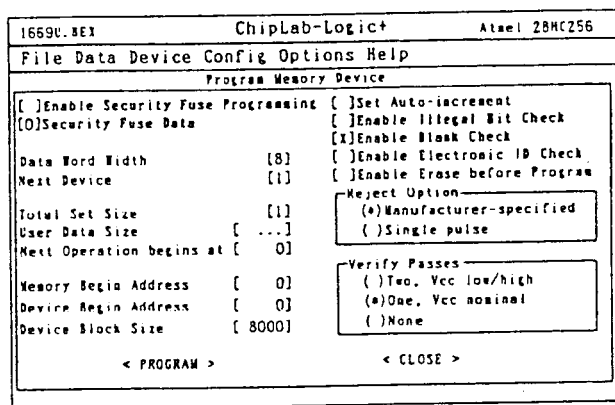 1669U.HEX ChipLab-Logic+ Atmel 28HC256
File Data Device Config Options Help
Program Memory Device
[ ]Enable Security Fuse Programming
[0]Security Fuse Data
Data Word Width [8]
Next Device [1]
Total Set Size [1]
User Data Size [ ...]
Next Operation begins at [ 0]
Memory Begin Address [ 0]
Device Begin Address [ 0]
Device Block Size [ 8000]
[ ]Set Auto-increment
[ ]Enable Illegal Bit Check
[X]Enable Blank Check
[ ]Enable Electronic ID Check
[ ]Enable Erase before Program
Reject Option
(•)Manufacturer-specified
( )Single pulse
Verify Passes
( )Two, Vcc low/high
(•)One, Vcc nominal
( )None
< PROGRAM > < CLOSE >